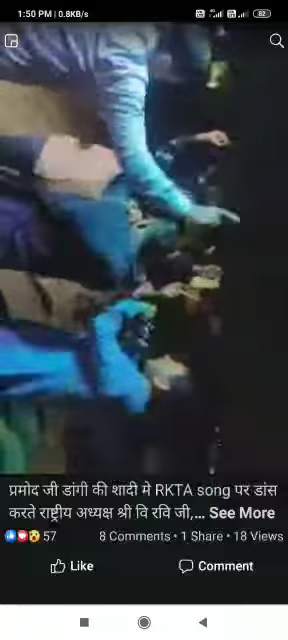 1:50 PM | 0.8KB/s
82
प्रमोद जी डांगी की शादी मे RKTA song पर डांस
करते राष्ट्रीय अध्यक्ष श्री वि रवि जी,... See More
57
8 Comments • 1 Share • 18 Views
Like
Comment